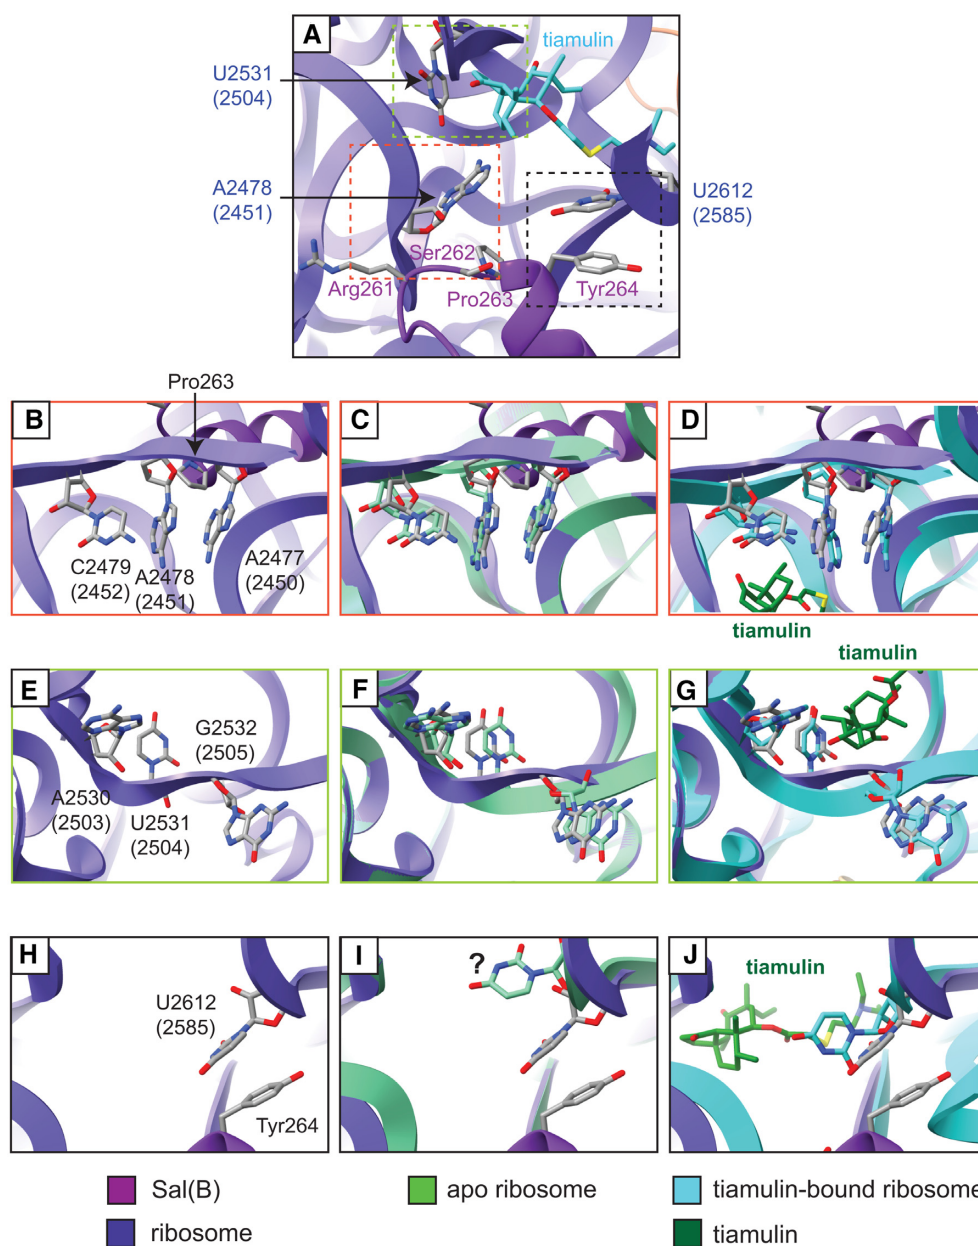 A
tiamulin
U2531
(2504)
A2478
(2451)
U2612
(2585)
Ser262
Arg261
Pro263
Tyr264
Pro263
B
C
D
C2479
(2452)
A2478
(2451)
A2477
(2450)
tiamulin
tiamulin
E
F
G
G2532
(2505)
A2530
(2503)
U2531
(2504)
H
I
J
?
tiamulin
U2612
(2585)
Tyr264
Sal(B)
apo ribosome
tiamulin-bound ribosome
ribosome
tiamulin